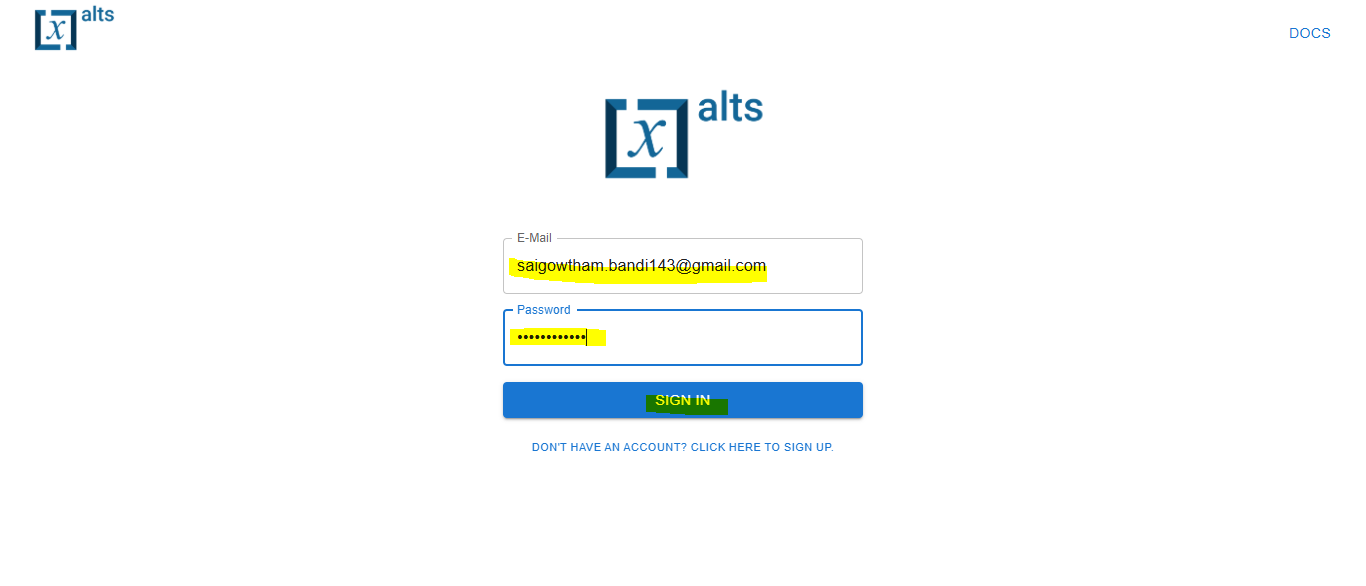 x alts
DOCS
x alts
E-Mail
saigowtham.bandi143@gmail.com
Password
••••••••••••
SIGN IN
DON'T HAVE AN ACCOUNT? CLICK HERE TO SIGN UP.